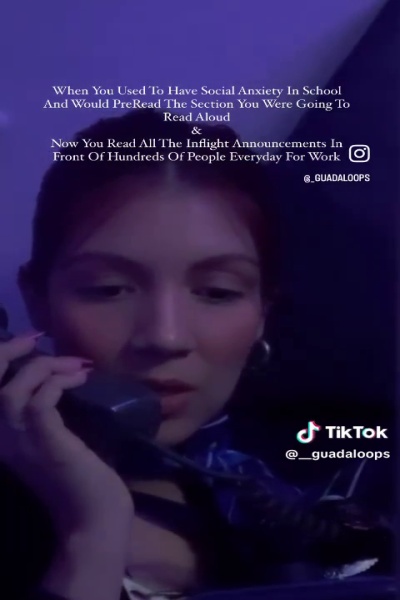 When You Used To Have Social Anxiety In School
And Would PreRead The Section You Were Going To
Read Aloud
&
Now You Read All The Inflight Announcements In
Front Of Hundreds Of People Everyday For Work
@_GUADALOOPS
TikTok
@__guadaloops